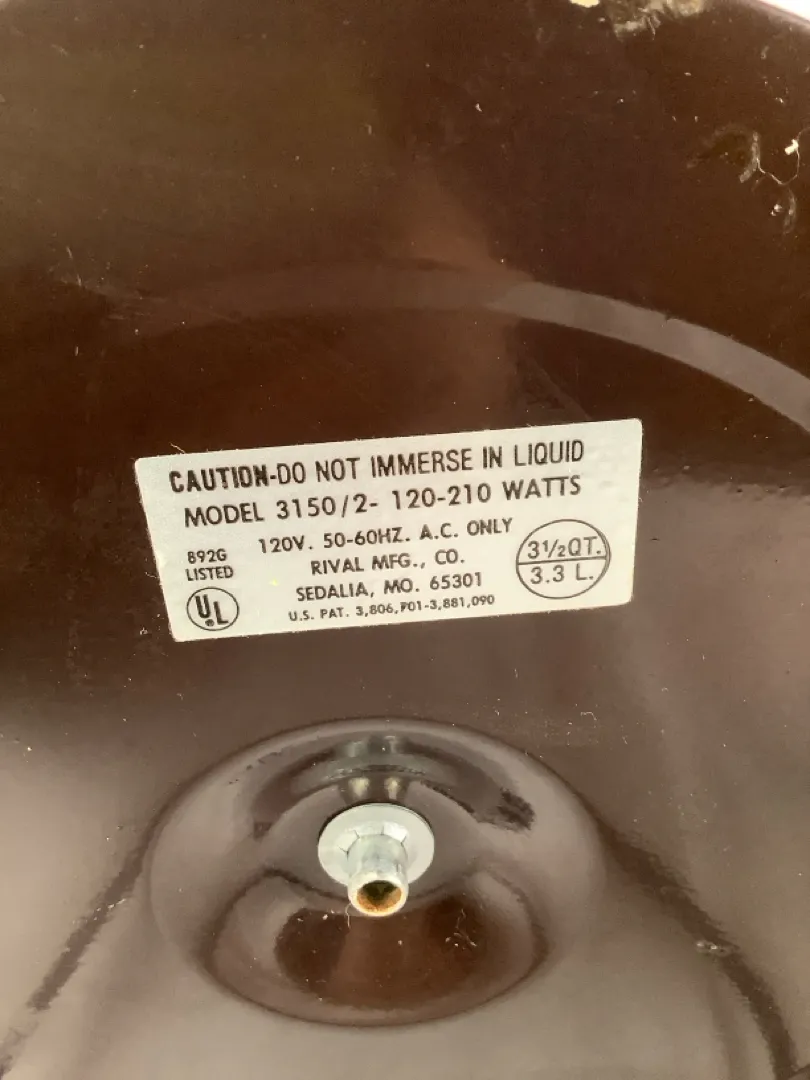 CAUTION-DO NOT IMMERSE IN LIQUID
MODEL 3150/2- 120-210 WATTS
120V. 50-60HZ. A.C. ONLY
892G
LISTED
UL
RIVAL MFG., CO.
SEDALIA, MO. 65301
U.S. PAT. 3,806,701-3,881,090
3½QT.
3.3 L.